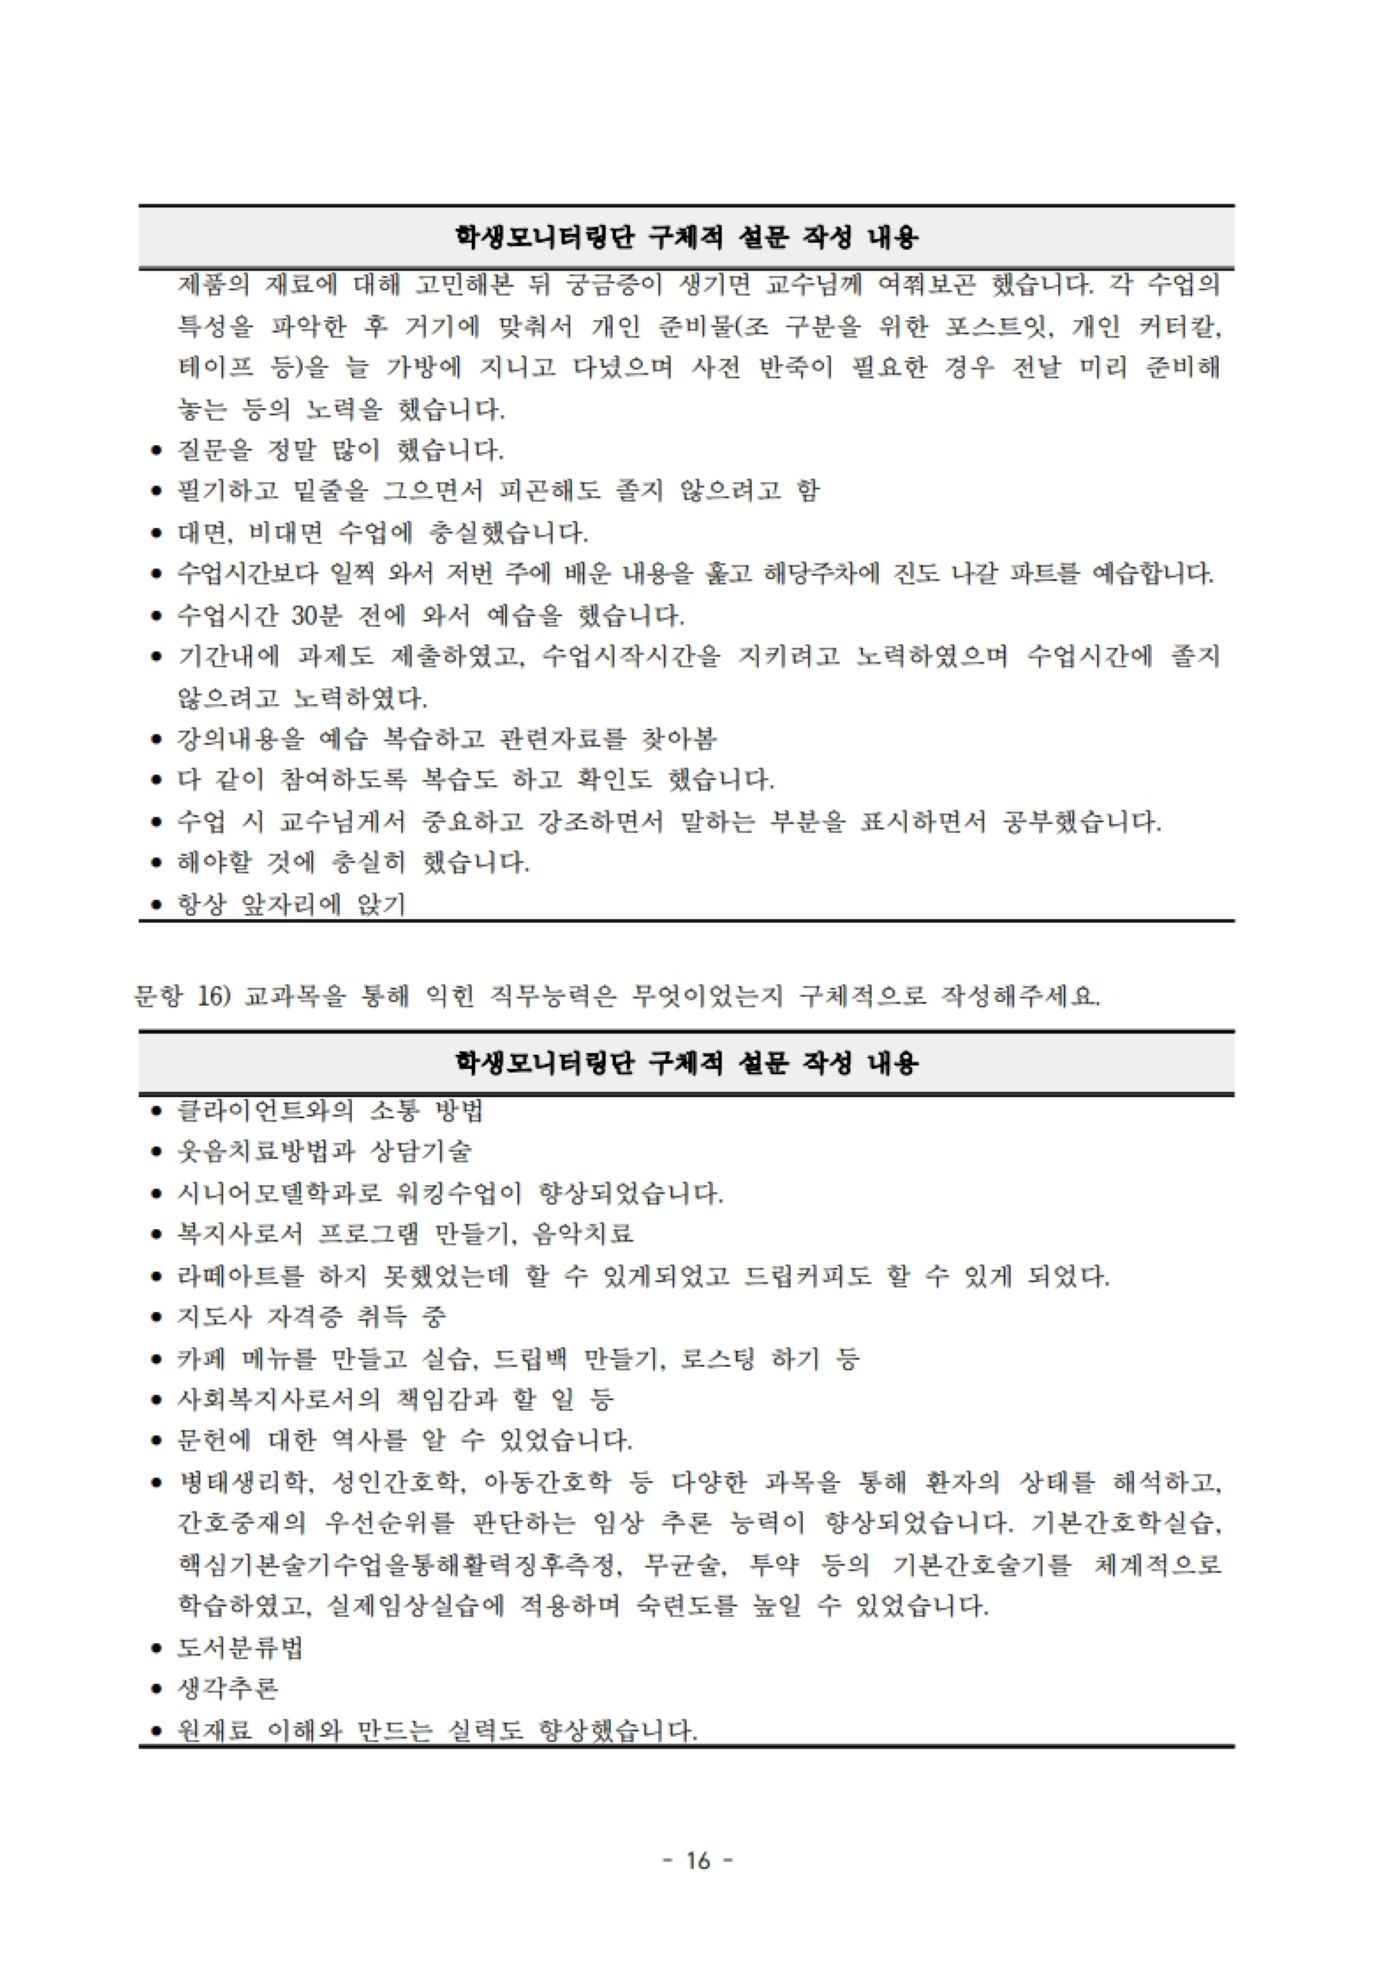 학생모니터링단 구체적 설문 작성 내용
제품의 재료에 대해 고민해본 뒤 궁금증이 생기면 교수님께 여쭤보곤 했습니다. 각 수업의
특성을 파악한 후 거기에 맞춰서 개인 준비물(조 구분을 위한 포스트잇, 개인 커터칼,
테이프 등)을 늘 가방에 지니고 다녔으며 사전 반죽이 필요한 경우 전날 미리 준비해
놓는 등의 노력을 했습니다.
• 질문을 정말 많이 했습니다.
• 필기하고 밑줄을 그으면서 피곤해도 졸지 않으려고 함
• 대면, 비대면 수업에 충실했습니다.
• 수업시간보다 일찍 와서 저번 주에 배운 내용을 훑고 해당주차에 진도 나갈 파트를 예습합니다.
• 수업시간 30분 전에 와서 예습을 했습니다.
• 기간내에 과제도 제출하였고, 수업시작시간을 지키려고 노력하였으며 수업시간에 졸지
않으려고 노력하였다.
• 강의내용을 예습 복습하고 관련자료를 찾아봄
• 다 같이 참여하도록 복습도 하고 확인도 했습니다.
• 수업 시 교수님게서 중요하고 강조하면서 말하는 부분을 표시하면서 공부했습니다.
• 해야할 것에 충실히 했습니다.
• 항상 앞자리에 앉기
문항 16) 교과목을 통해 익힌 직무능력은 무엇이었는지 구체적으로 작성해주세요.
학생모니터링단 구체적 설문 작성 내용
• 클라이언트와의 소통 방법
• 웃음치료방법과 상담기술
• 시니어모델학과로 워킹수업이 향상되었습니다.
• 복지사로서 프로그램 만들기, 음악치료
• 라떼아트를 하지 못했었는데 할 수 있게되었고 드립커피도 할 수 있게 되었다.
• 지도사 자격증 취득 중
• 카페 메뉴를 만들고 실습, 드립백 만들기, 로스팅 하기 등
• 사회복지사로서의 책임감과 할 일 등
• 문헌에 대한 역사를 알 수 있었습니다.
• 병태생리학, 성인간호학, 아동간호학 등 다양한 과목을 통해 환자의 상태를 해석하고,
간호중재의 우선순위를 판단하는 임상 추론 능력이 향상되었습니다. 기본간호학실습,
핵심기본술기수업을통해활력징후측정, 무균술, 투약 등의 기본간호술기를 체계적으로
학습하였고, 실제임상실습에 적용하며 숙련도를 높일 수 있었습니다.
• 도서분류법
• 생각추론
• 원재료 이해와 만드는 실력도 향상했습니다.
- 16 -